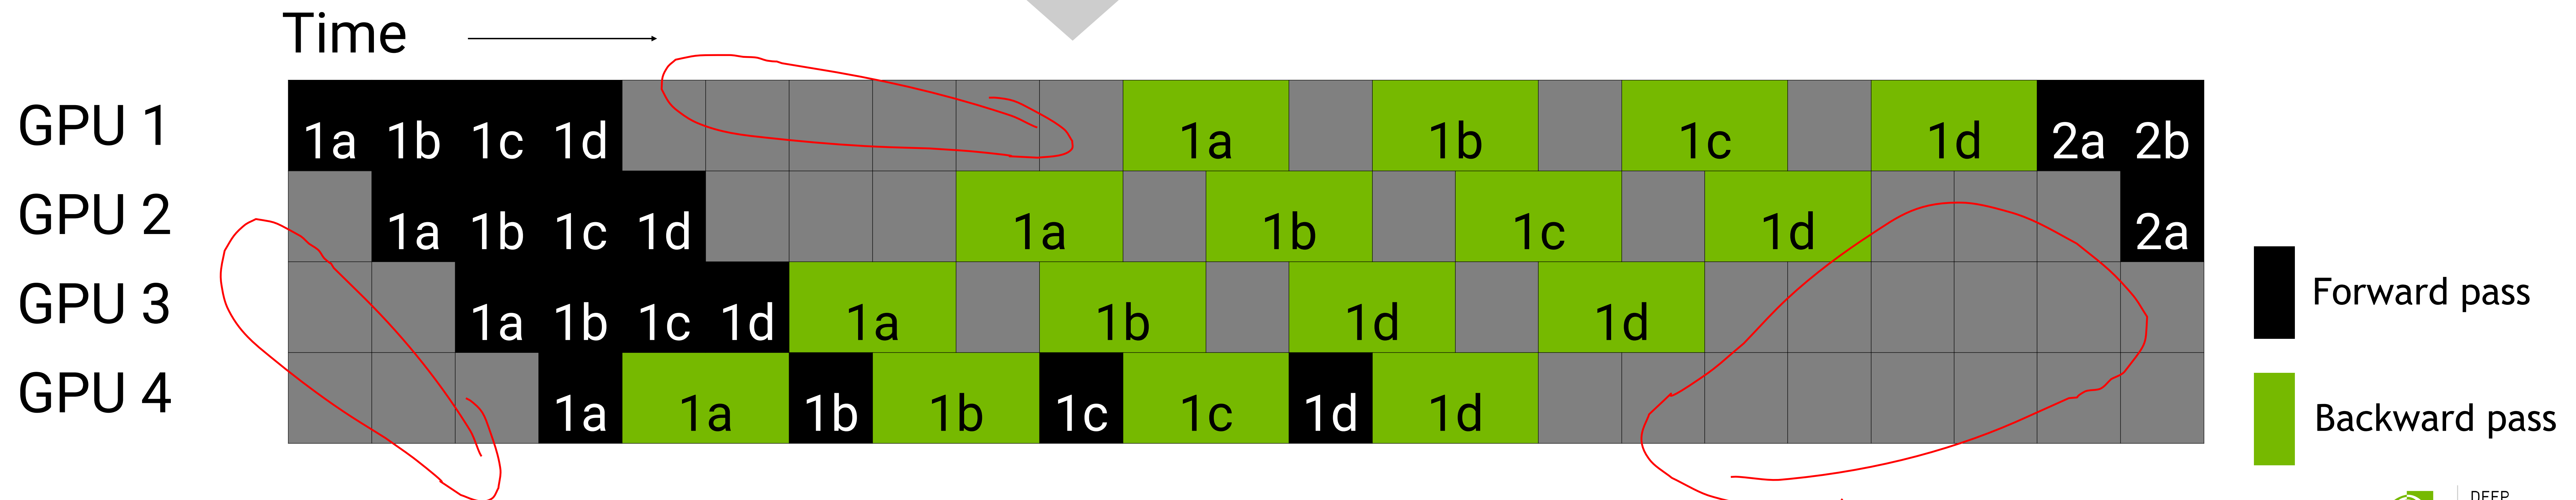 Time
GPU 1 1a 1b 1c 1d 1a 1b 1c 1d 2a 2b
GPU 2 1a 1b 1c 1d 1a 1b 1c 1d 2a
GPU 3 1a 1b 1c 1d 1a 1b 1d 1d
GPU 4 1a 1a 1b 1b 1c 1c 1d 1d
Forward pass
Backward pass
DEEP